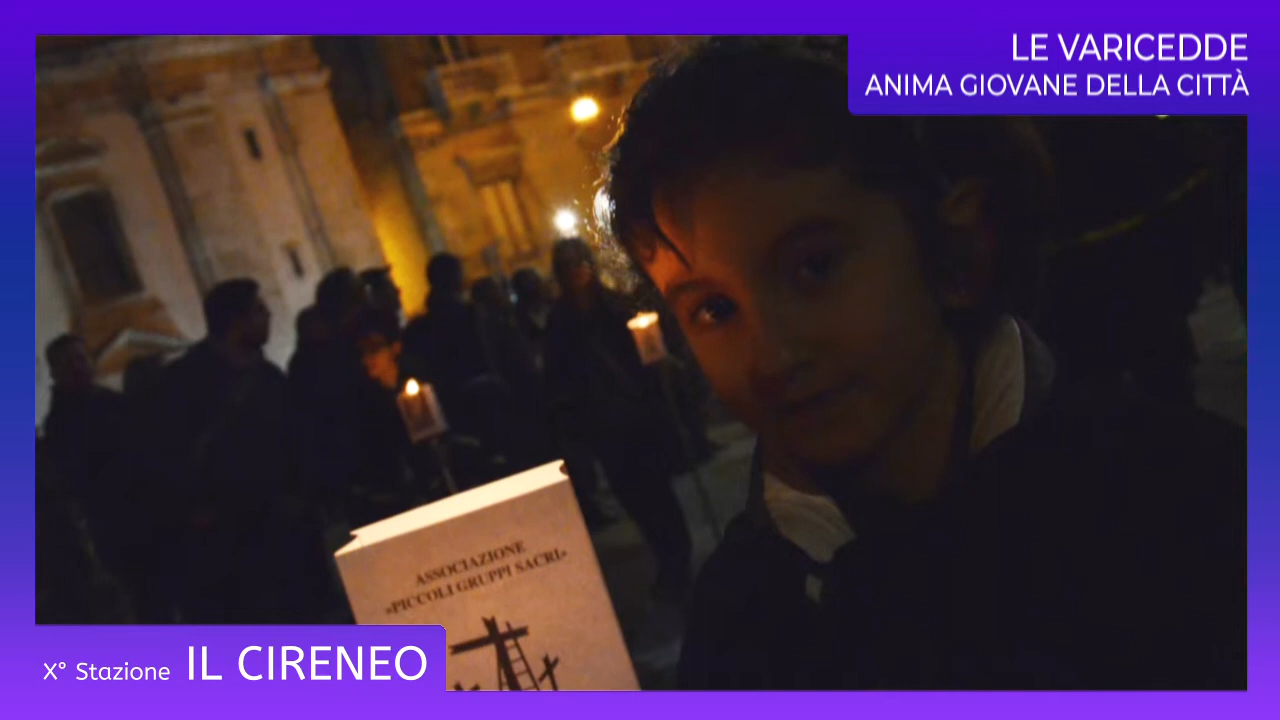 LE VARICEDDE
ANIMA GIOVANE DELLA CITTÀ
ASSOCIAZIONE
«PICCOLI GRUPPI SACRI»
X° Stazione IL CIRENEO